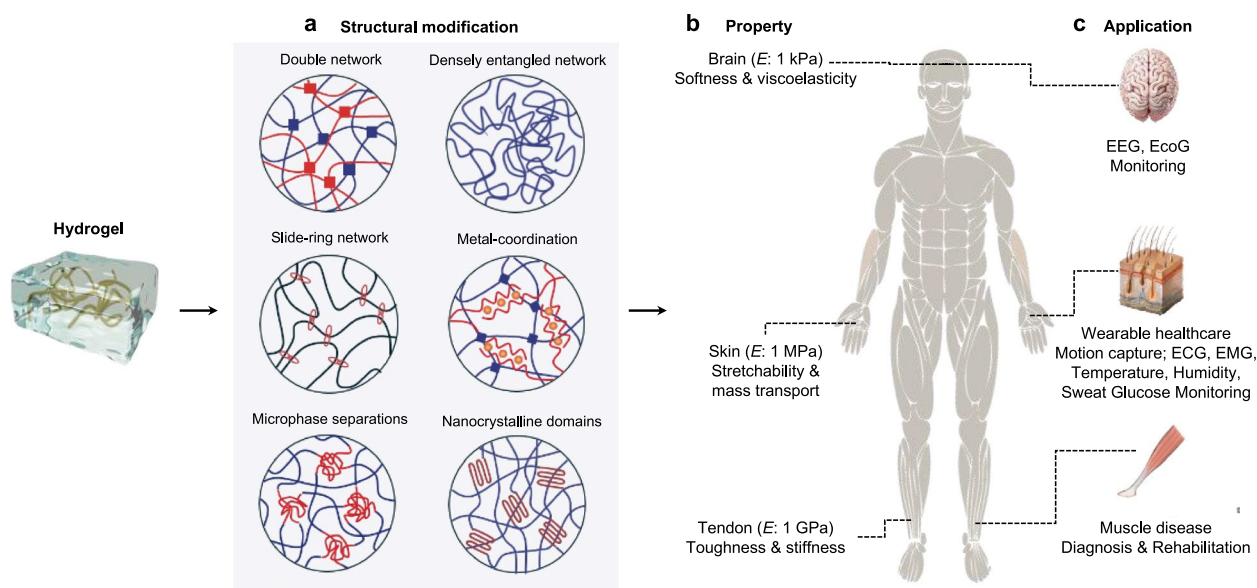 Hydrogel
a Structural modification
Double network
Densely entangled network
Slide-ring network
Metal-coordination
Microphase separations
Nanocrystalline domains
b Property
Brain (E: 1 kPa)
Softness & viscoelasticity
Skin (E: 1 MPa)
Stretchability &
mass transport
Tendon (E: 1 GPa)
Toughness & stiffness
c Application
EEG, EcoG
Monitoring
Wearable healthcare
Motion capture; ECG, EMG,
Temperature, Humidity,
Sweat Glucose Monitoring
Muscle disease
Diagnosis & Rehabilitation